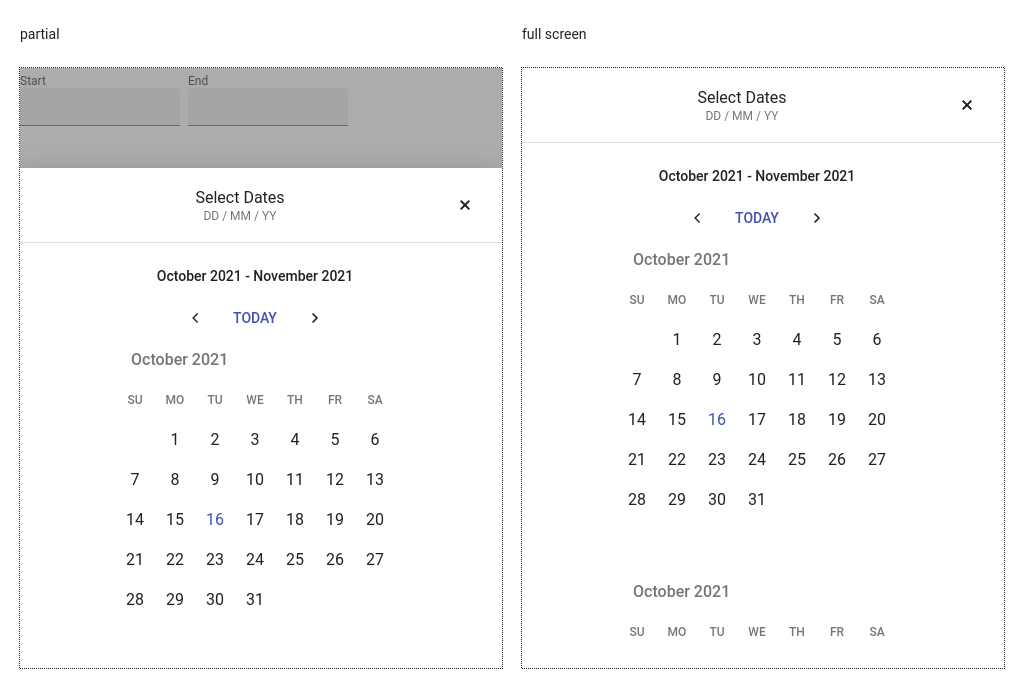 partial
Start End
Select Dates
DD / MM / YY
×
October 2021 - November 2021
TODAY
October 2021
SU MO TU WE TH FR SA
1 2 3 4 5 6
7 8 9 10 11 12 13
14 15 16 17 18 19 20
21 22 23 24 25 26 27
28 29 30 31
full screen
Select Dates
DD / MM / YY
×
October 2021 - November 2021
TODAY
October 2021
SU MO TU WE TH FR SA
1 2 3 4 5 6
7 8 9 10 11 12 13
14 15 16 17 18 19 20
21 22 23 24 25 26 27
28 29 30 31
October 2021
SU MO TU WE TH FR SA